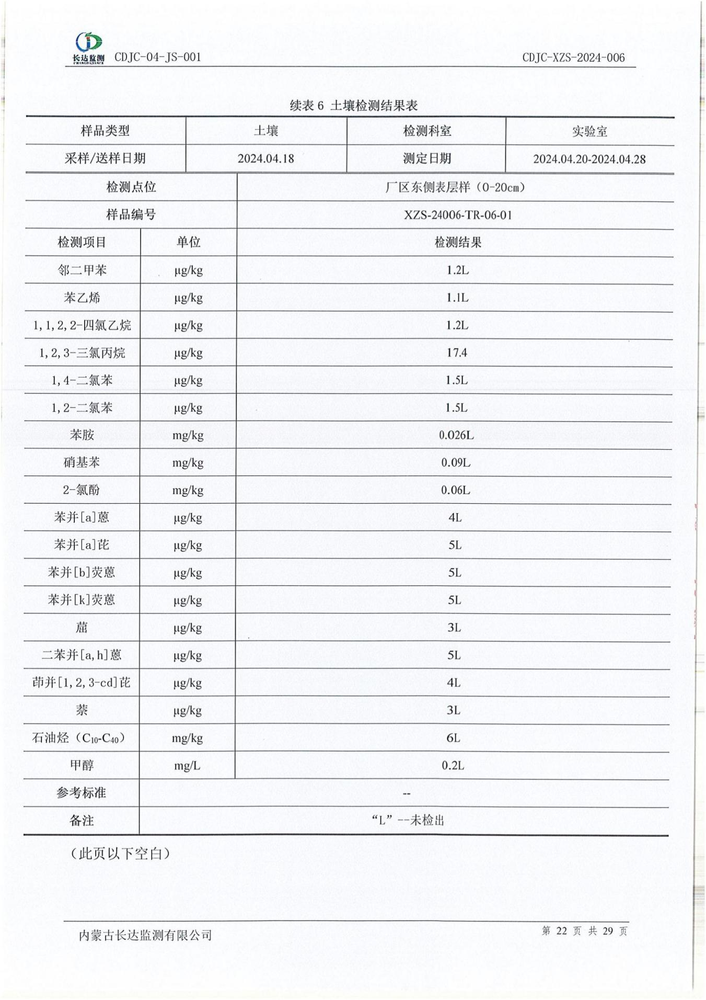 长达监测
CHANGDAJIANCE
CDJC-04-JS-001
CDJC-XZS-2024-006
续表 6 土壤检测结果表
样品类型 土壤 检测科室 实验室
采样/送样日期 2024.04.18 测定日期 2024.04.20-2024.04.28
检测点位 厂区东侧表层样（0-20cm）
样品编号 XZS-24006-TR-06-01
检测项目 单位 检测结果
邻二甲苯 μg/kg 1.2L
苯乙烯 μg/kg 1.1L
1,1,2,2-四氯乙烷 μg/kg 1.2L
1,2,3-三氯丙烷 μg/kg 17.4
1,4-二氯苯 μg/kg 1.5L
1,2-二氯苯 μg/kg 1.5L
苯胺 mg/kg 0.026L
硝基苯 mg/kg 0.09L
2-氯酚 mg/kg 0.06L
苯并[a]蒽 μg/kg 4L
苯并[a]芘 μg/kg 5L
苯并[b]荧蒽 μg/kg 5L
苯并[k]荧蒽 μg/kg 5L
䓛 μg/kg 3L
二苯并[a,h]蒽 μg/kg 5L
茚并[1,2,3-cd]芘 μg/kg 4L
萘 μg/kg 3L
石油烃（C10-C40） mg/kg 6L
甲醇 mg/L 0.2L
参考标准 --
备注 “L”--未检出
（此页以下空白）
内蒙古长达监测有限公司
第 22 页 共 29 页